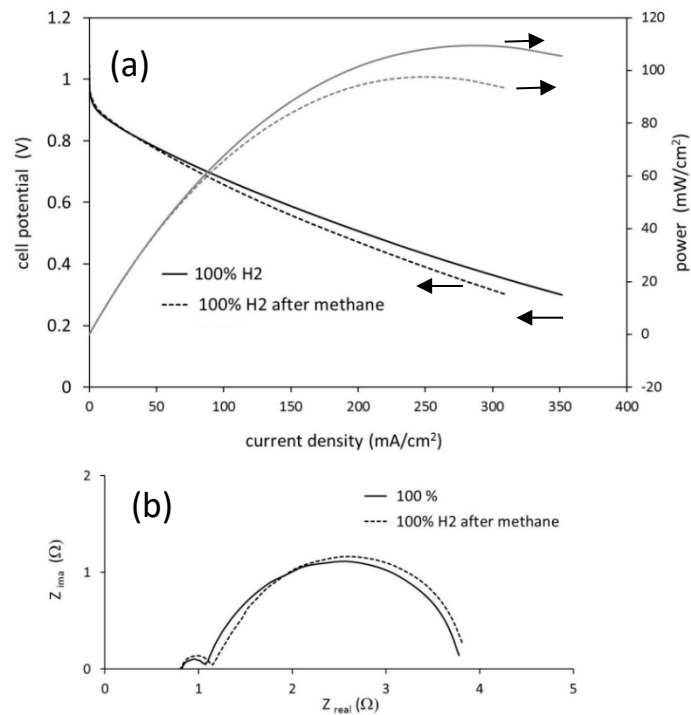 (a)
1.2
1
0.8
0.6
0.4
0.2
0
cell potential (V)
120
100
80
60
40
20
0
-20
power (mW/cm²)
100% H2
100% H2 after methane
0 50 100 150 200 250 300 350 400
current density (mA/cm²)
(b)
2
1
0
Z ima (Ω)
100 %
100% H2 after methane
0 1 2 3 4 5
Z real (Ω)